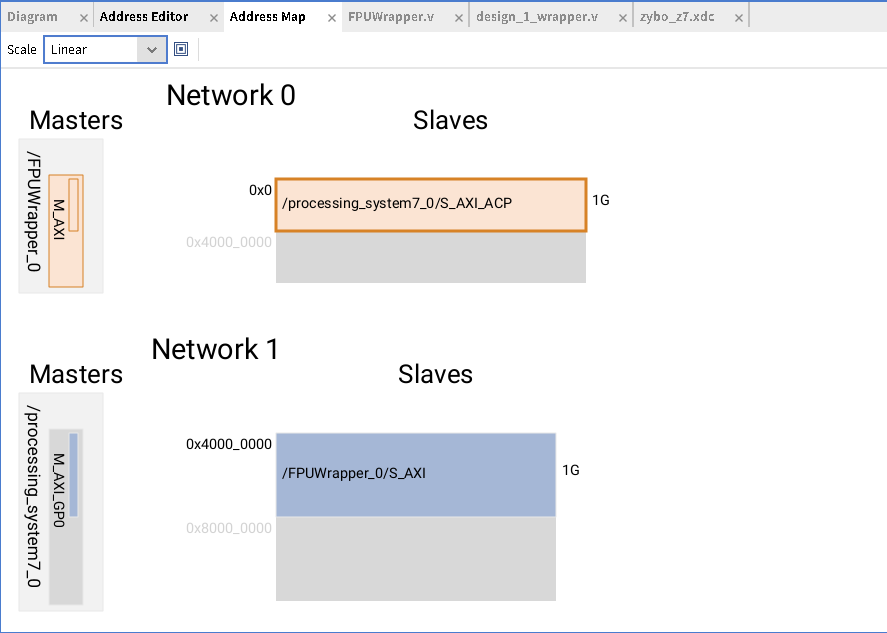 Diagram
Address Editor
Address Map
FPUWrapper.v
design_1_wrapper.v
zybo_z7.xdc
Scale
Linear
Network 0
Masters
Slaves
/FPUWrapper_0
M_AXI
0x0
/processing_system7_0/S_AXI_ACP
1G
0x4000_0000
Network 1
Masters
Slaves
/processing_system7_0
M_AXI_GP0
0x4000_0000
/FPUWrapper_0/S_AXI
1G
0x8000_0000